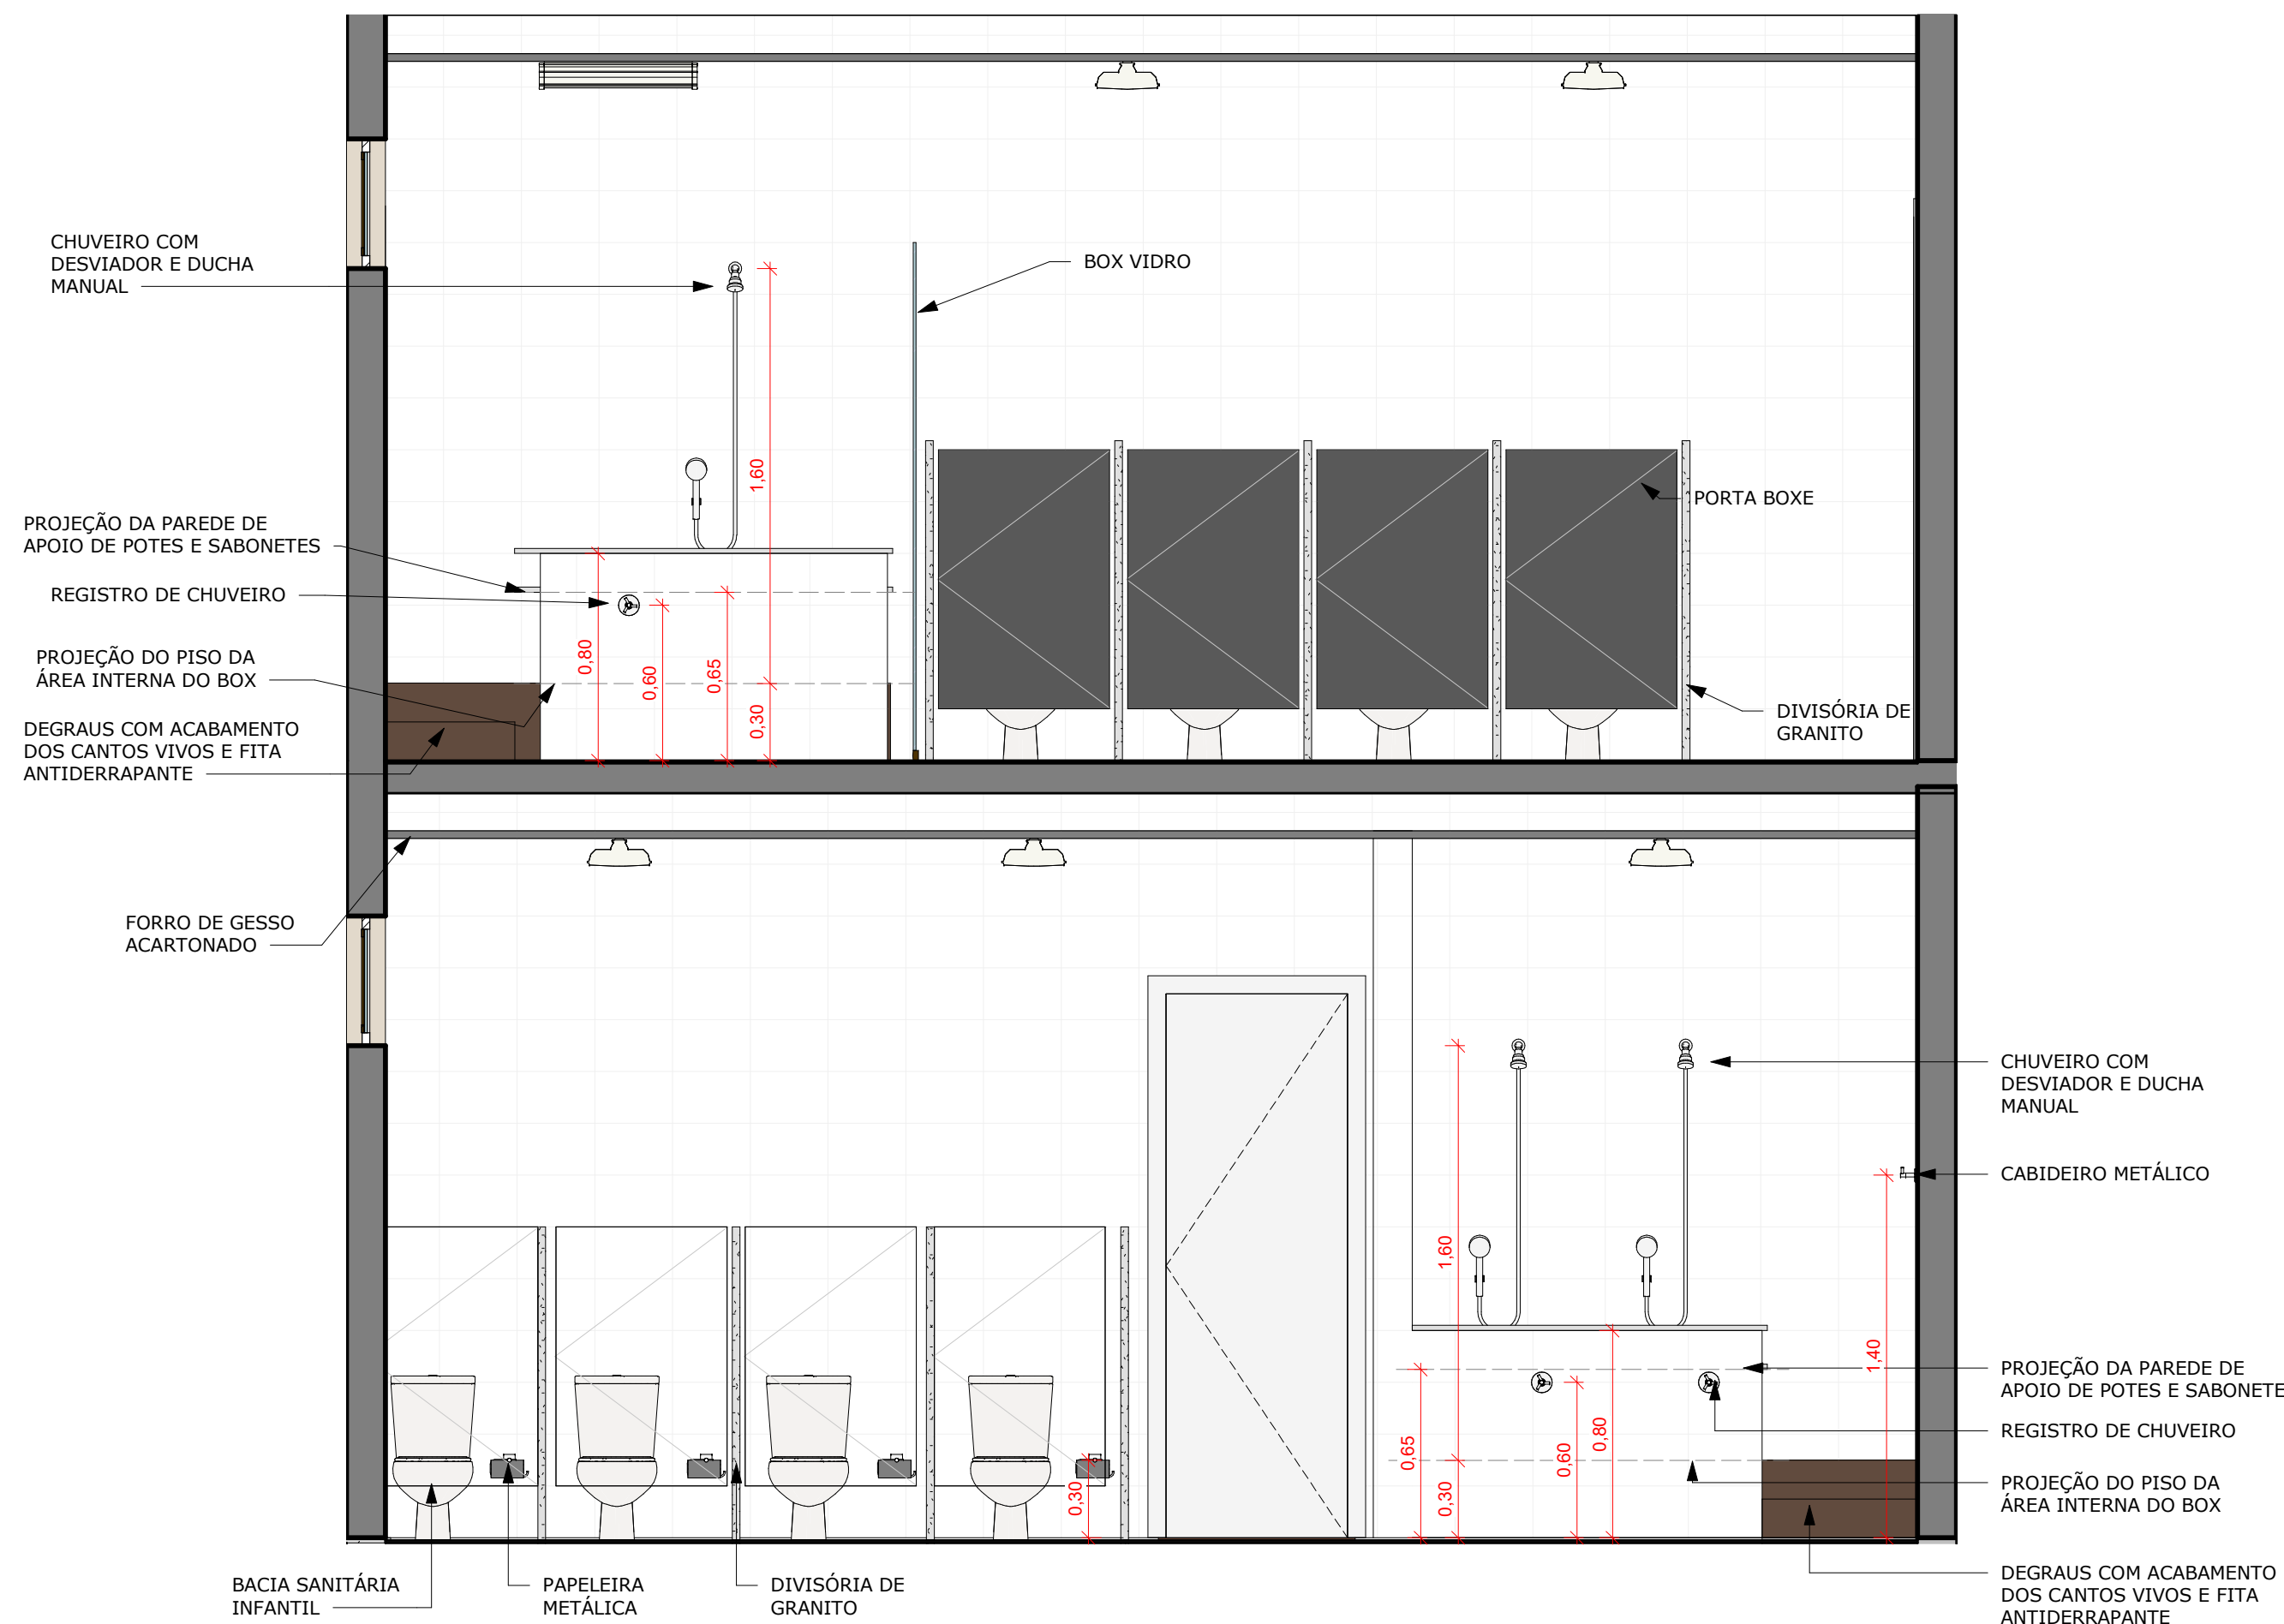 CHUVEIRO COM
DESVIADOR E DUCHA
MANUAL
BOX VIDRO
1,60
PORTA BOXE
PROJEÇÃO DA PAREDE DE
APOIO DE POTES E SABONETES
REGISTRO DE CHUVEIRO
PROJEÇÃO DO PISO DA
ÁREA INTERNA DO BOX
0,80
0,60
0,65
0,30
DEGRAUS COM ACABAMENTO
DOS CANTOS VIVOS E FITA
ANTIDERRAPANTE
DIVISÓRIA DE
GRANITO
FORRO DE GESSO
ACARTONADO
CHUVEIRO COM
DESVIADOR E DUCHA
MANUAL
CABIDEIRO METÁLICO
1,60
1,40
PROJEÇÃO DA PAREDE DE
APOIO DE POTES E SABONETE
REGISTRO DE CHUVEIRO
0,65
0,30
0,60
0,80
0,30
PROJEÇÃO DO PISO DA
ÁREA INTERNA DO BOX
DEGRAUS COM ACABAMENTO
DOS CANTOS VIVOS E FITA
ANTIDERRAPANTE
BACIA SANITÁRIA
INFANTIL
PAPELEIRA
METÁLICA
DIVISÓRIA DE
GRANITO